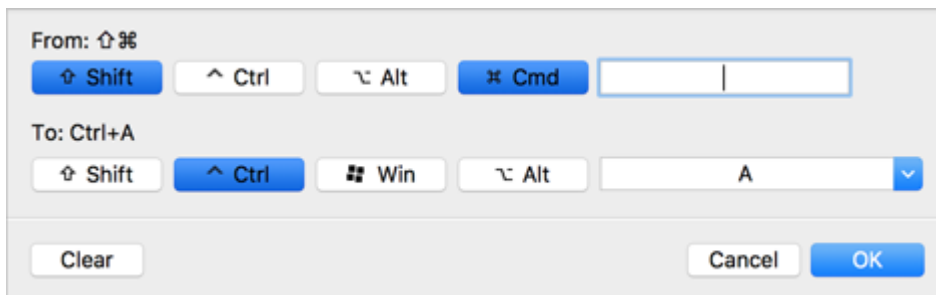 From: ⇧⌘
⇧ Shift ^ Ctrl ⌥ Alt ⌘ Cmd
To: Ctrl+A
⇧ Shift ^ Ctrl Win ⌥ Alt A
Clear Cancel OK